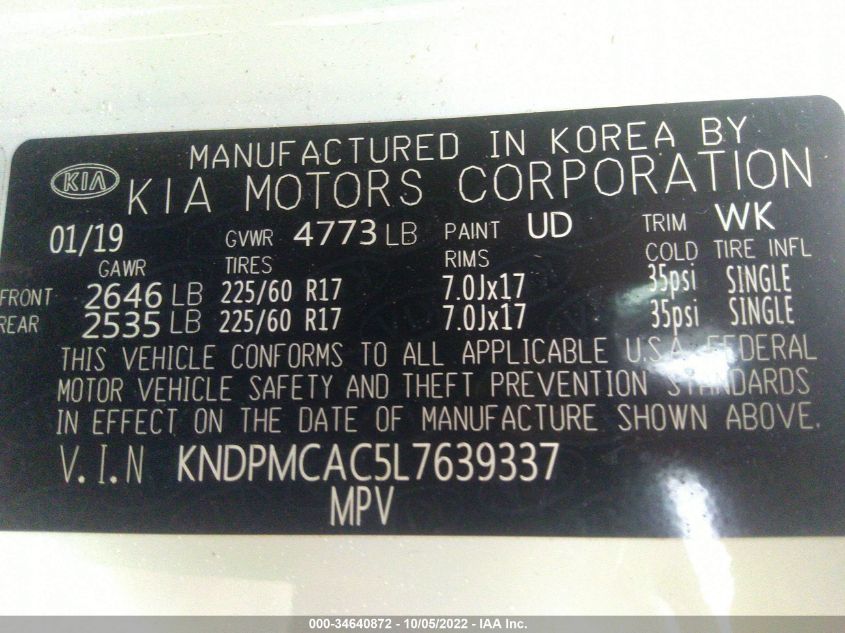 MANUFACTURED IN KOREA BY
KIA KIA MOTORS CORPORATION
01/19 GVWR 4773 LB PAINT UD TRIM WK
GAWR TIRES RIMS COLD TIRE INFL
FRONT 2646 LB 225/60 R17 7.0Jx17 35psi SINGLE
REAR 2535 LB 225/60 R17 7.0Jx17 35psi SINGLE
THIS VEHICLE CONFORMS TO ALL APPLICABLE U.S.A. FEDERAL
MOTOR VEHICLE SAFETY AND THEFT PREVENTION STANDARDS
IN EFFECT ON THE DATE OF MANUFACTURE SHOWN ABOVE.
V.I.N KNDPMCAC5L7639337
MPV
000-34640872 - 10/05/2022 - IAA Inc.